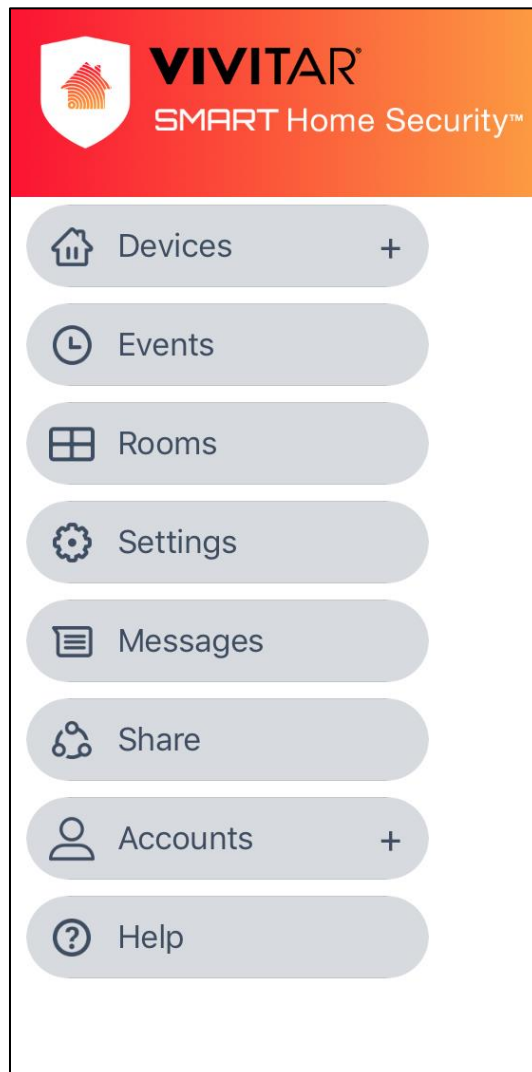 VIVITAR®
SMART Home Security™
Devices +
Events
Rooms
Settings
Messages
Share
Accounts +
Help